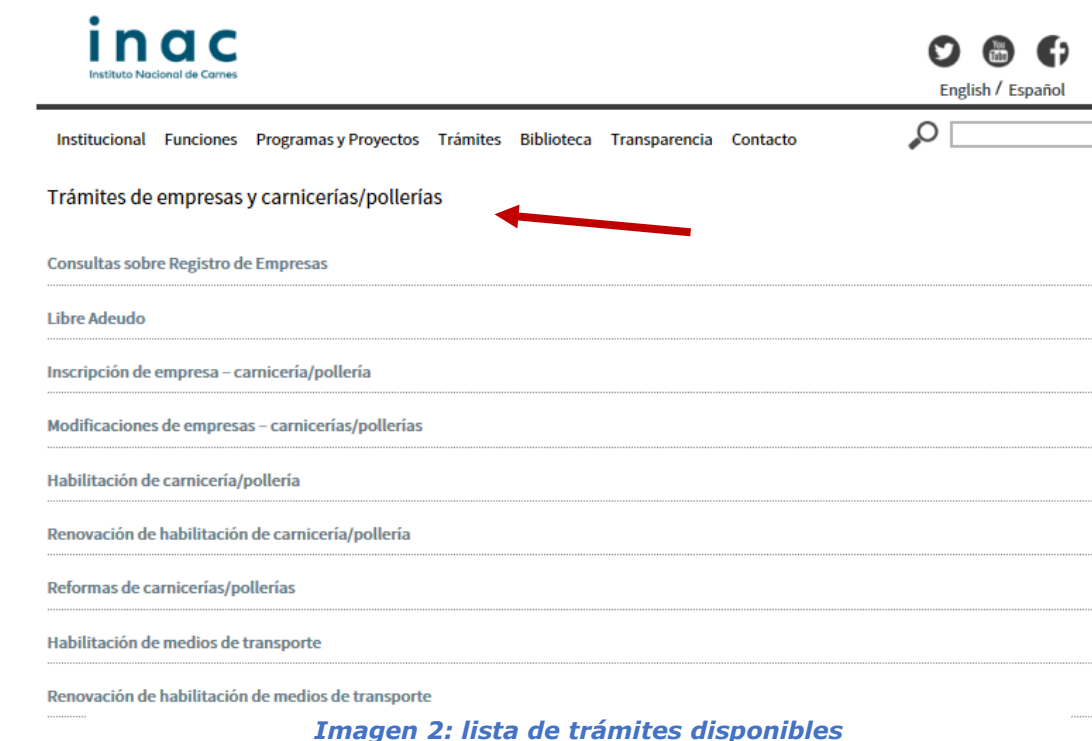 inac
Instituto Nacional de Carnes
You
Tube
English / Español
Institucional Funciones Programas y Proyectos Trámites Biblioteca Transparencia Contacto
Trámites de empresas y carnicerías/pollerías
Consultas sobre Registro de Empresas
Libre Adeudo
Inscripción de empresa – carnicería/pollería
Modificaciones de empresas – carnicerías/pollerías
Habilitación de carnicería/pollería
Renovación de habilitación de carnicería/pollería
Reformas de carnicerías/pollerías
Habilitación de medios de transporte
Renovación de habilitación de medios de transporte
Imagen 2: lista de trámites disponibles